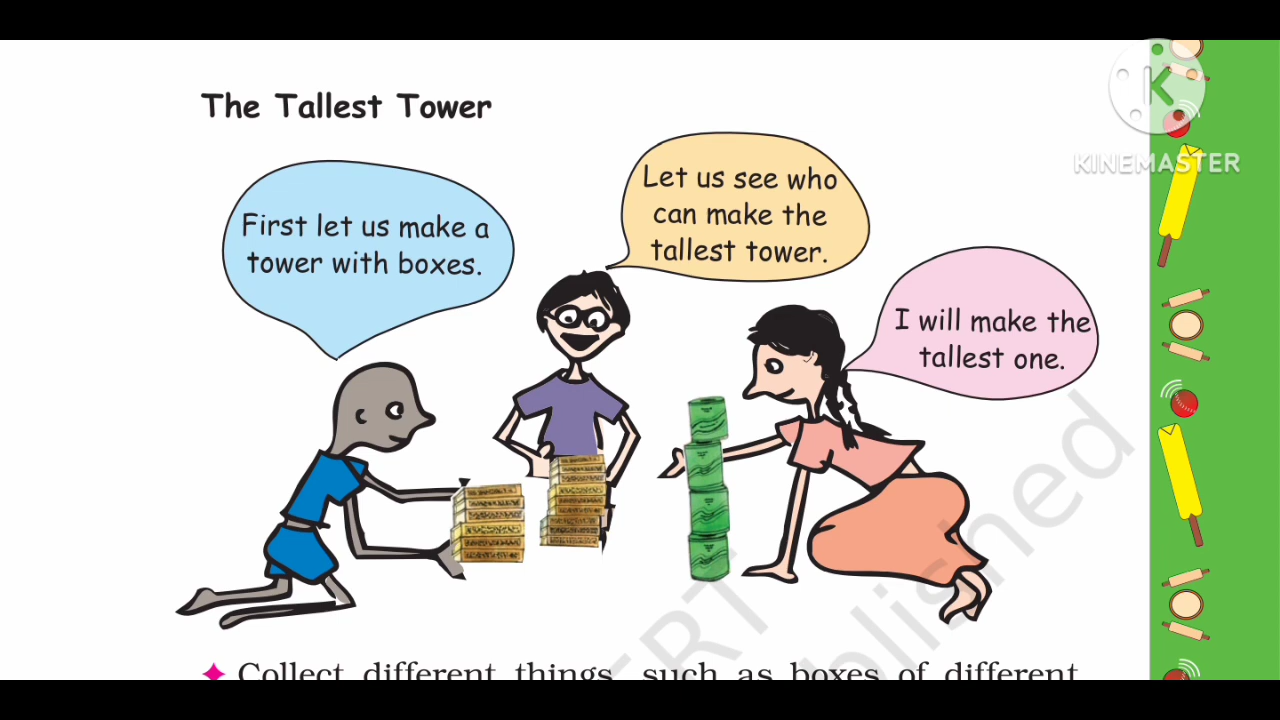 The Tallest Tower
First let us make a
tower with boxes.
Let us see who
can make the
tallest tower.
I will make the
tallest one.
Collect different things, such as boxes of different
KINEMASTER